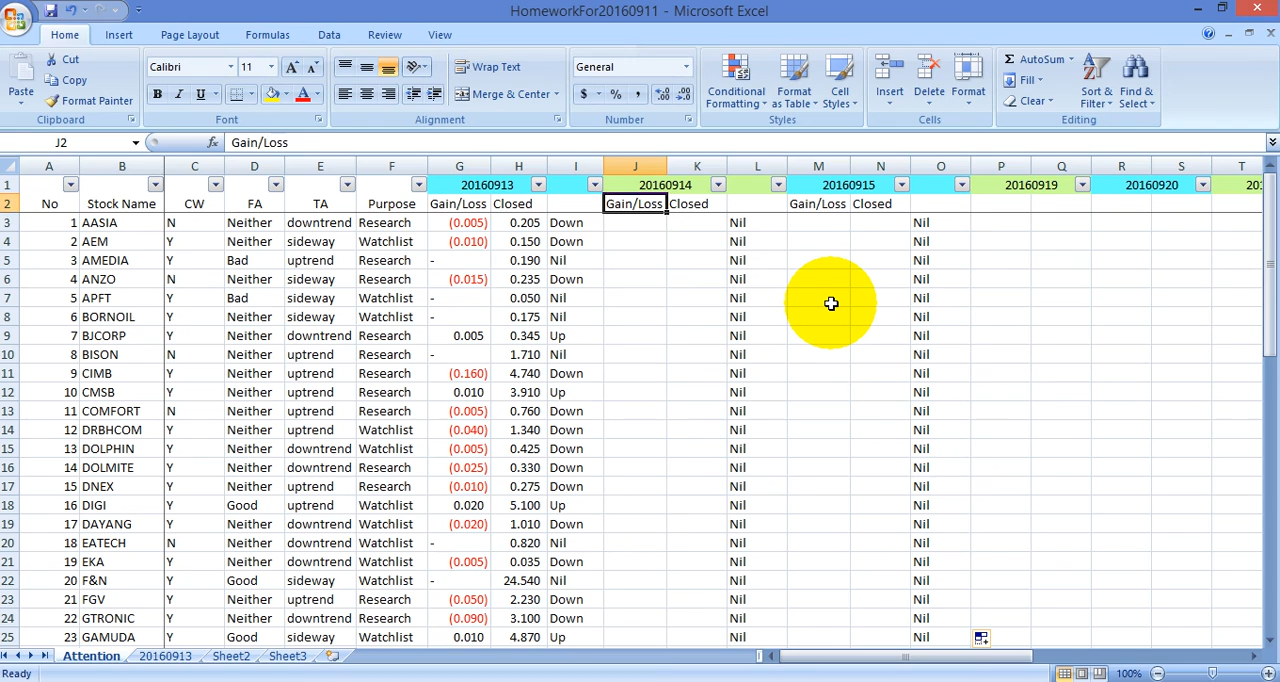 HomeworkFor20160911 - Microsoft Excel
Home Insert Page Layout Formulas Data Review View
Paste
Cut
Copy
Format Painter
Clipboard
Calibri 11
B I U
Font
Wrap Text
Merge & Center
Alignment
General
$ % ,
Number
Conditional Formatting
Format as Table
Cell Styles
Styles
Insert
Delete
Format
Cells
Σ AutoSum
Fill
Clear
Sort & Filter
Find & Select
Editing
J2 fx Gain/Loss
A B C D E F G H I J K L M N O P Q R S T
1 20160913 20160914 20160915 20160919 20160920 201
2 No Stock Name CW FA TA Purpose Gain/Loss Closed Gain/Loss Closed Gain/Loss Closed
3 1 AASIA N Neither downtrend Research (0.005) 0.205 Down Nil Nil
4 2 AEM Y Neither sideway Watchlist (0.010) 0.150 Down Nil Nil
5 3 AMEDIA Y Bad uptrend Research - 0.190 Nil Nil Nil
6 4 ANZO N Neither sideway Research (0.015) 0.235 Down Nil Nil
7 5 APFT Y Bad sideway Watchlist - 0.050 Nil Nil Nil
8 6 BORNOIL Y Neither sideway Watchlist - 0.175 Nil Nil Nil
9 7 BJCORP Y Neither downtrend Research 0.005 0.345 Up Nil Nil
10 8 BISON N Neither uptrend Research - 1.710 Nil Nil Nil
11 9 CIMB Y Neither uptrend Research (0.160) 4.740 Down Nil Nil
12 10 CMSB Y Neither uptrend Research 0.010 3.910 Up Nil Nil
13 11 COMFORT N Neither uptrend Research (0.005) 0.760 Down Nil Nil
14 12 DRBHCOM Y Neither uptrend Research (0.040) 1.340 Down Nil Nil
15 13 DOLPHIN Y Neither downtrend Research (0.005) 0.425 Down Nil Nil
16 14 DOLMITE Y Neither downtrend Research (0.025) 0.330 Down Nil Nil
17 15 DNEX Y Neither uptrend Research (0.010) 0.275 Down Nil Nil
18 16 DIGI Y Good uptrend Watchlist 0.020 5.100 Up Nil Nil
19 17 DAYANG Y Neither downtrend Watchlist (0.020) 1.010 Down Nil Nil
20 18 EATECH N Neither downtrend Watchlist - 0.820 Nil Nil Nil
21 19 EKA Y Neither downtrend Watchlist (0.005) 0.035 Down Nil Nil
22 20 F&N Y Good sideway Watchlist - 24.540 Nil Nil Nil
23 21 FGV Y Neither uptrend Research (0.050) 2.230 Down Nil Nil
24 22 GTRONIC Y Neither downtrend Research (0.090) 3.100 Down Nil Nil
25 23 GAMUDA Y Good sideway Watchlist 0.010 4.870 Up Nil Nil
Attention 20160913 Sheet2 Sheet3
Ready 100%